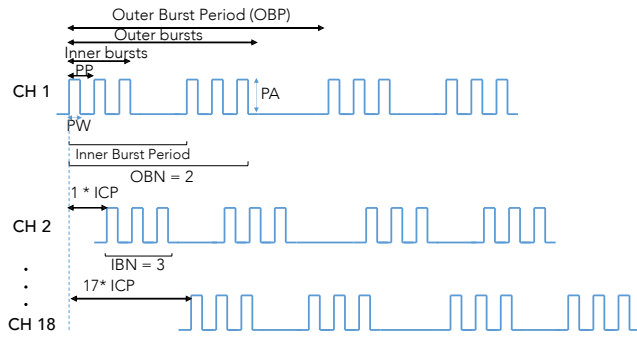 Outer Burst Period (OBP)
Outer bursts
Inner bursts
PP
CH 1
PA
PW
Inner Burst Period
OBN = 2
1 * ICP
CH 2
IBN = 3
17* ICP
CH 18